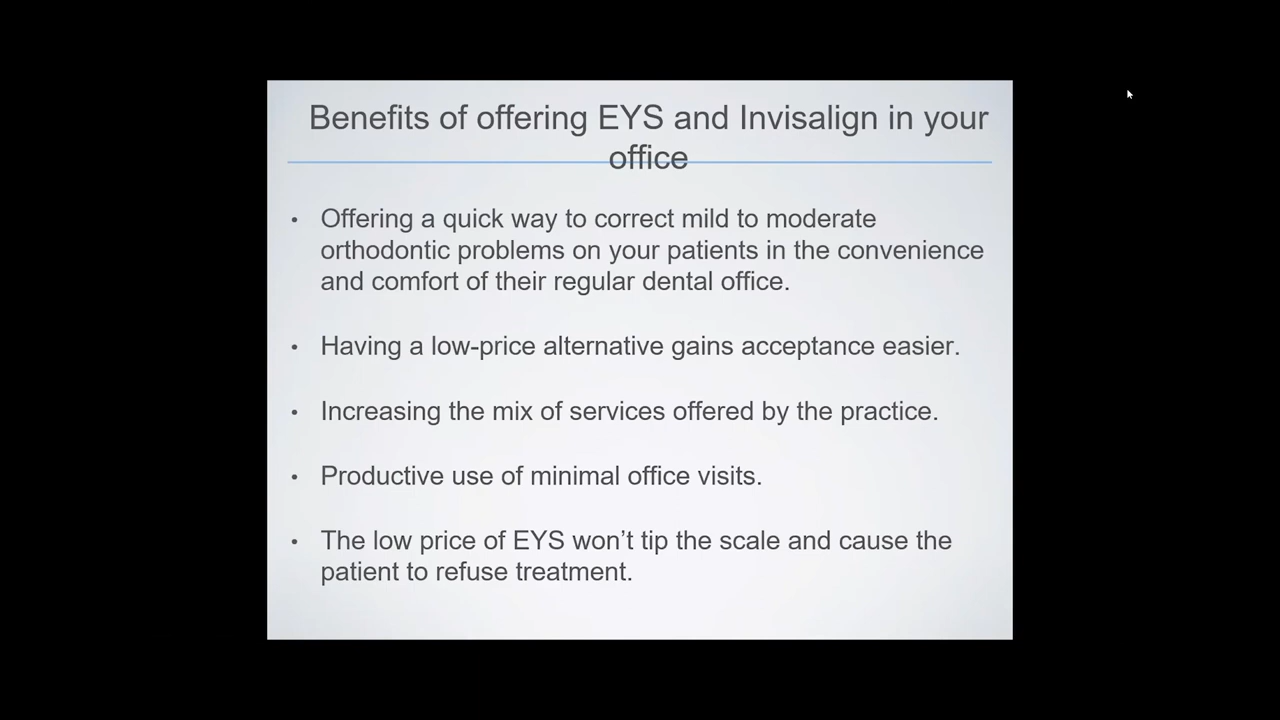 Benefits of offering EYS and Invisalign in your
office
• Offering a quick way to correct mild to moderate
orthodontic problems on your patients in the convenience
and comfort of their regular dental office.
• Having a low-price alternative gains acceptance easier.
• Increasing the mix of services offered by the practice.
• Productive use of minimal office visits.
• The low price of EYS won’t tip the scale and cause the
patient to refuse treatment.